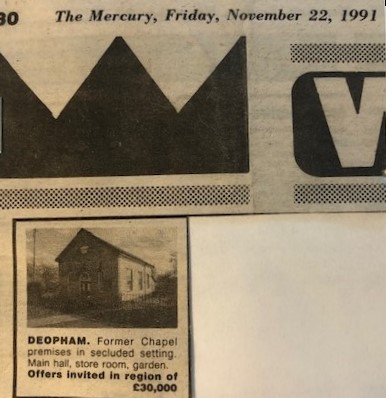 30 The Mercury, Friday, November 22, 1991
W
DEOPHAM. Former Chapel
premises in secluded setting.
Main hall, store room, garden.
Offers invited in region of
£30,000